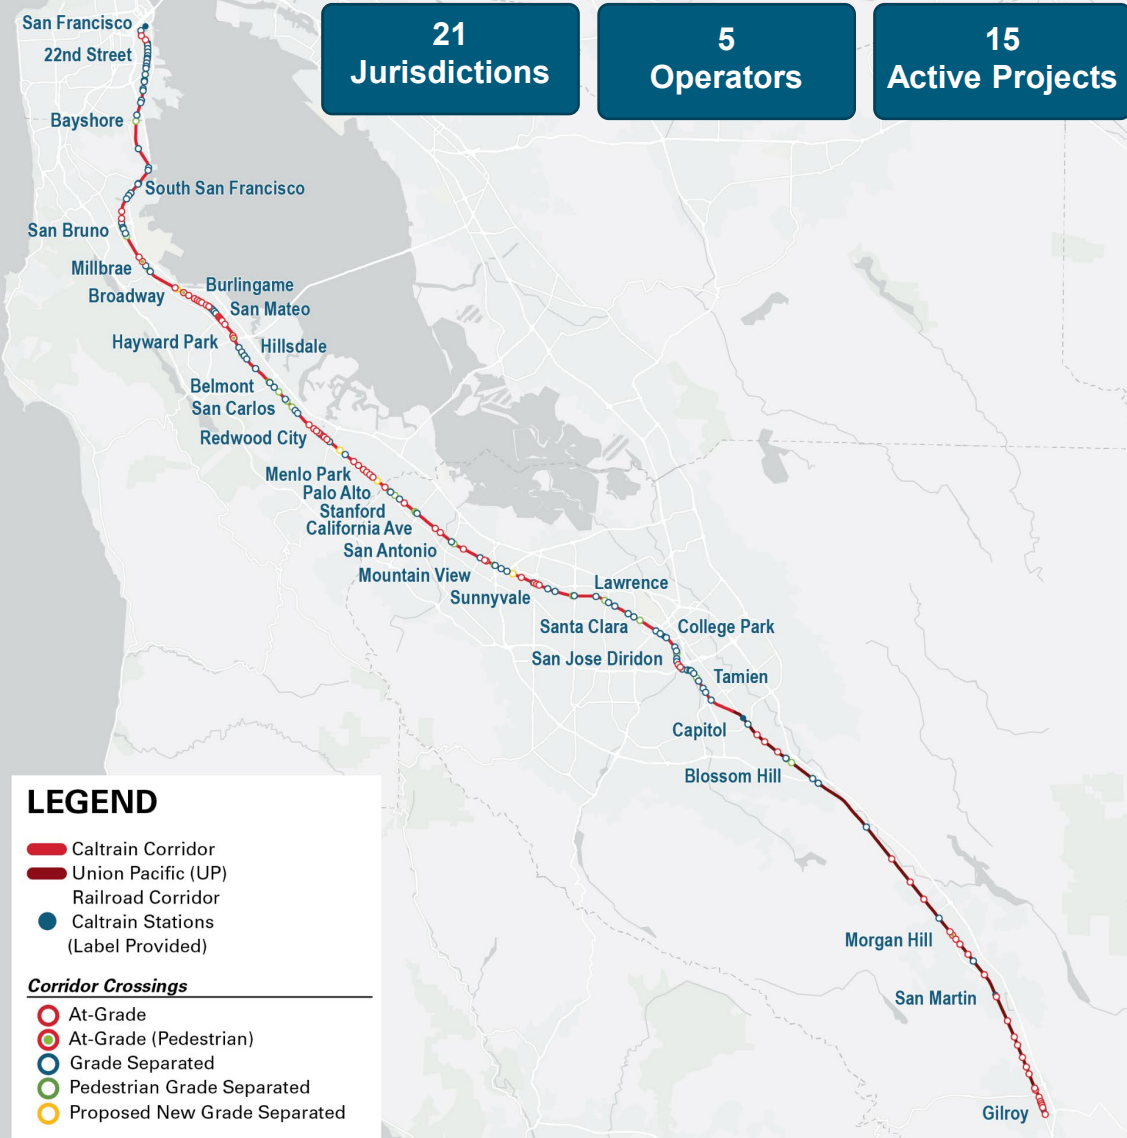 21
Jurisdictions
5
Operators
15
Active Projects
San Francisco
22nd Street
Bayshore
South San Francisco
San Bruno
Millbrae
Broadway
Burlingame
San Mateo
Hayward Park
Hillsdale
Belmont
San Carlos
Redwood City
Menlo Park
Palo Alto
Stanford
California Ave
San Antonio
Mountain View
Sunnyvale
Lawrence
Santa Clara
College Park
San Jose Diridon
Tamien
Capitol
Blossom Hill
Morgan Hill
San Martin
Gilroy
LEGEND
Caltrain Corridor
Union Pacific (UP)
Railroad Corridor
Caltrain Stations
(Label Provided)
Corridor Crossings
At-Grade
At-Grade (Pedestrian)
Grade Separated
Pedestrian Grade Separated
Proposed New Grade Separated